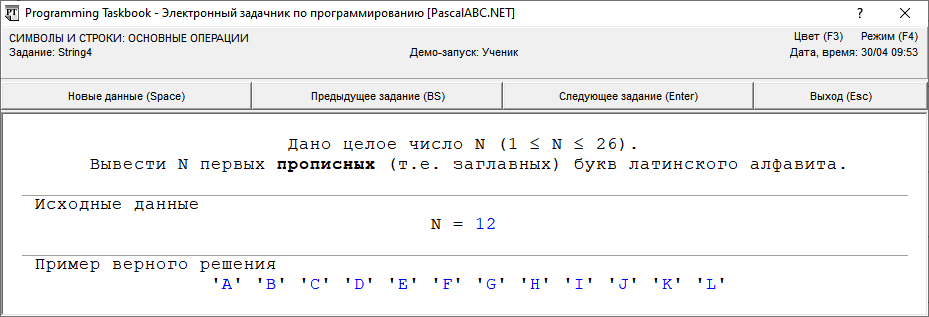 Programming Taskbook - Электронный задачник по программированию [PascalABC.NET]
СИМВОЛЫ И СТРОКИ: ОСНОВНЫЕ ОПЕРАЦИИ
Цвет (F3) Режим (F4)
Задание: String4 Демо-запуск: Ученик Дата, время: 30/04 09:53
Новые данные (Space) Предыдущее задание (BS) Следующее задание (Enter) Выход (Esc)
Дано целое число N (1 ≤ N ≤ 26).
Вывести N первых прописных (т.е. заглавных) букв латинского алфавита.
Исходные данные
N = 12
Пример верного решения
'A' 'B' 'C' 'D' 'E' 'F' 'G' 'H' 'I' 'J' 'K' 'L'